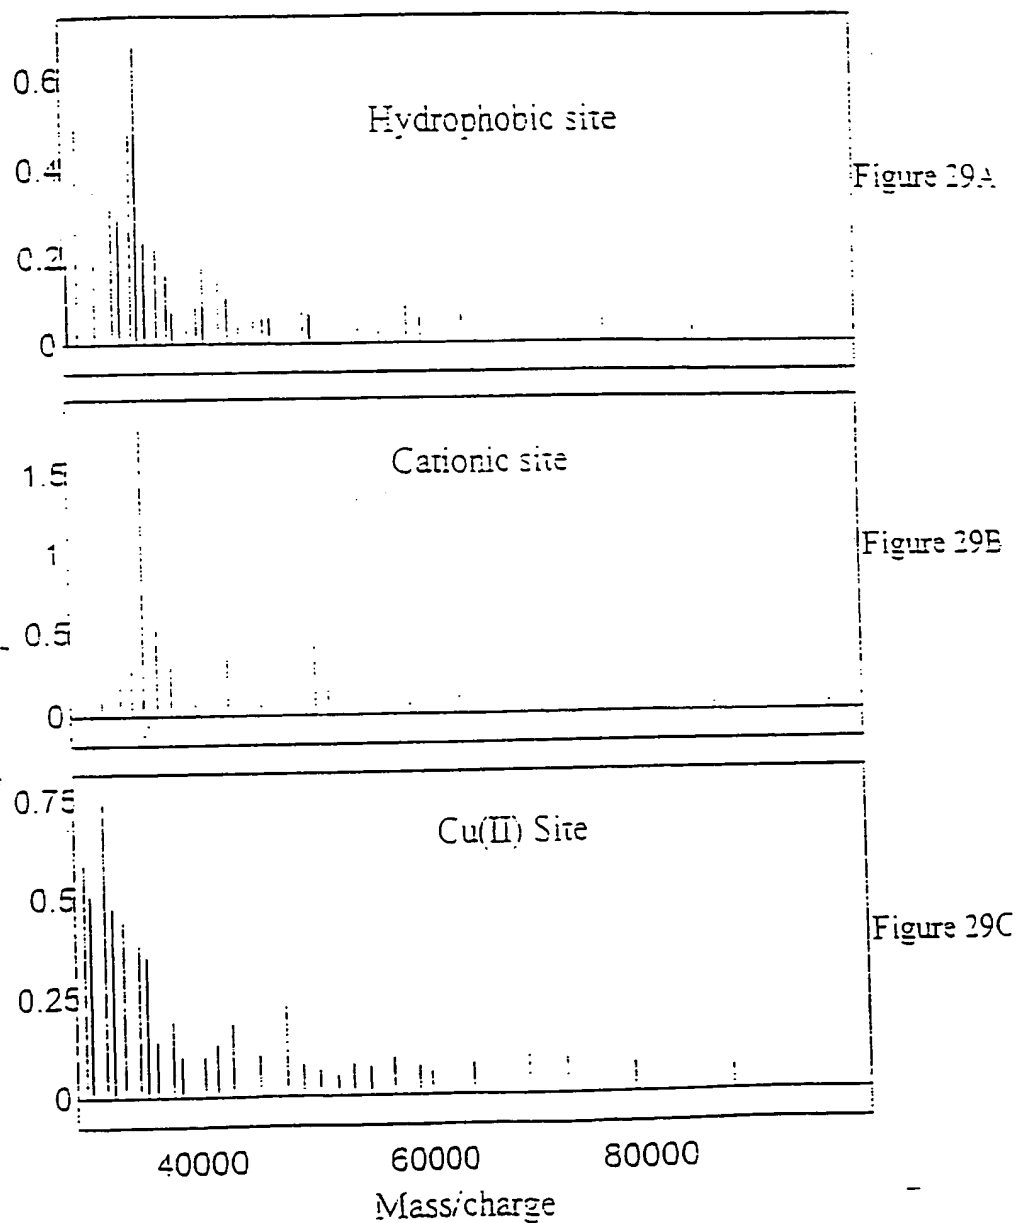 0.6
Hydrophobic site
0.4
Figure 29A
0.2
0
Cationic site
1.5
1
Figure 29B
0.5
0
0.75
Cu(II) Site
0.5
Figure 29C
0.25
0
40000 60000 80000
Mass/charge